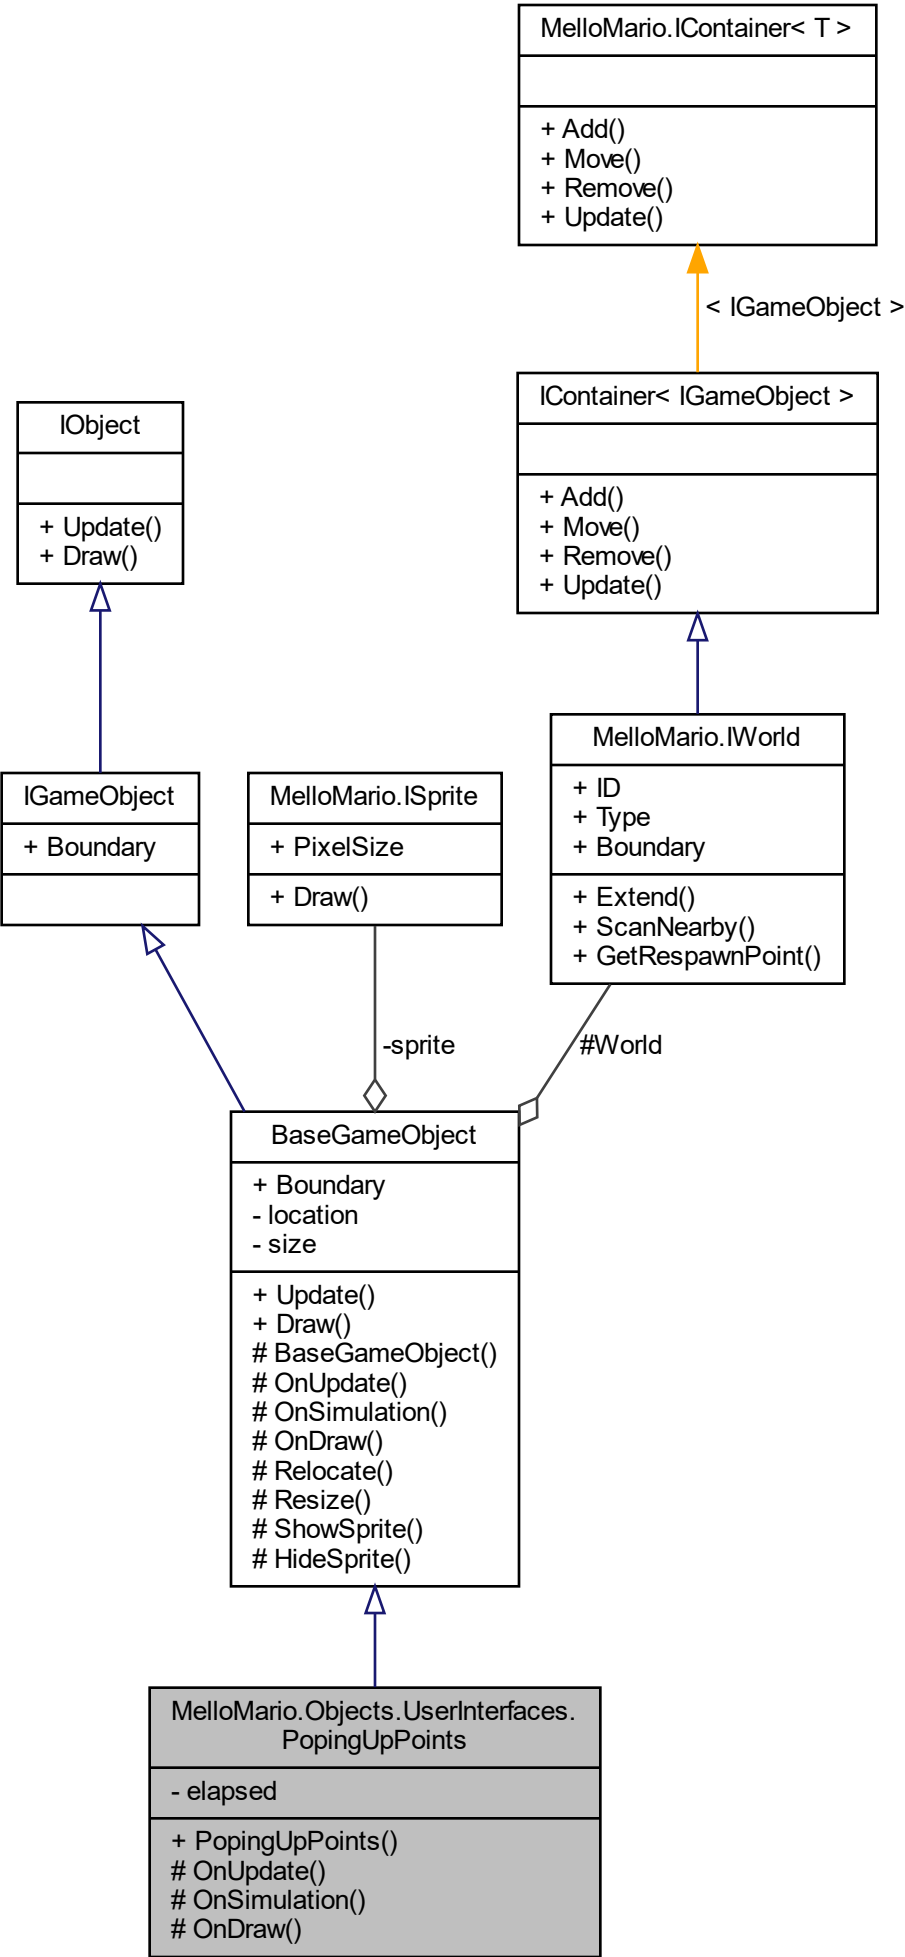 MelloMario.IContainer< T >
+ Add()
+ Move()
+ Remove()
+ Update()
< IGameObject >
IContainer< IGameObject >
+ Add()
+ Move()
+ Remove()
+ Update()
IObject
+ Update()
+ Draw()
MelloMario.IWorld
+ ID
+ Type
+ Boundary
+ Extend()
+ ScanNearby()
+ GetRespawnPoint()
IGameObject
+ Boundary
MelloMario.ISprite
+ PixelSize
+ Draw()
-sprite
#World
BaseGameObject
+ Boundary
- location
- size
+ Update()
+ Draw()
# BaseGameObject()
# OnUpdate()
# OnSimulation()
# OnDraw()
# Relocate()
# Resize()
# ShowSprite()
# HideSprite()
MelloMario.Objects.UserInterfaces.
PopingUpPoints
- elapsed
+ PopingUpPoints()
# OnUpdate()
# OnSimulation()
# OnDraw()